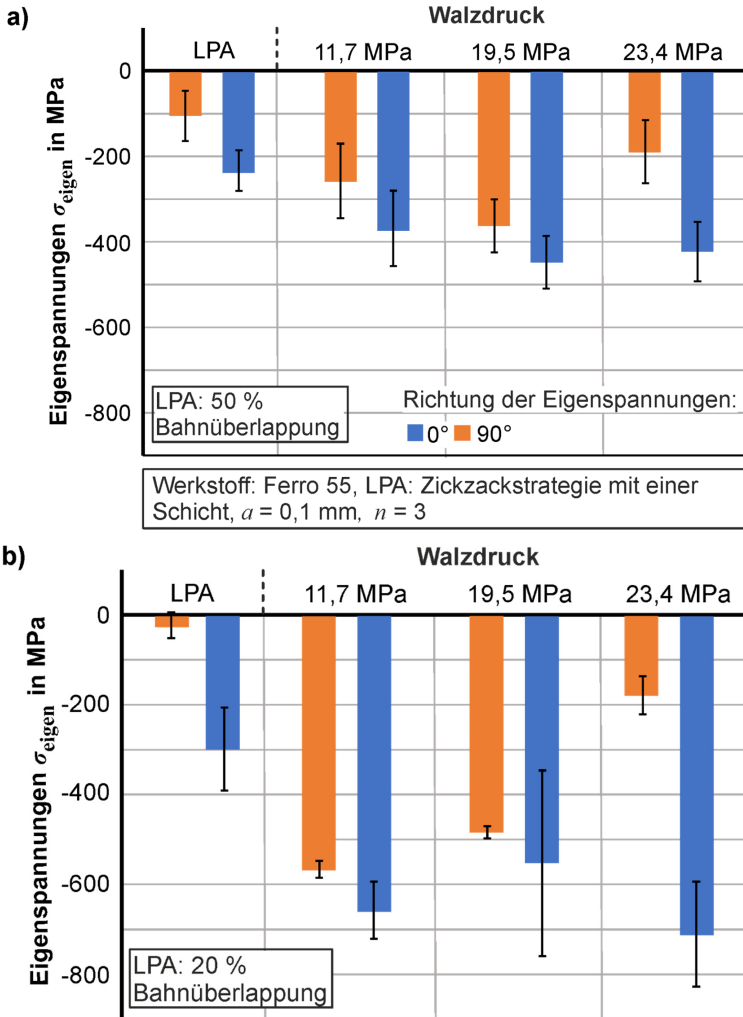 a)
Walzdruck
LPA 11,7 MPa 19,5 MPa 23,4 MPa
Eigenspannungen σeigen in MPa
0
-200
-400
-600
-800
LPA: 50 %
Bahnüberlappung
Richtung der Eigenspannungen:
0° 90°
Werkstoff: Ferro 55, LPA: Zickzackstrategie mit einer
Schicht, a = 0,1 mm, n = 3
b)
Walzdruck
LPA 11,7 MPa 19,5 MPa 23,4 MPa
Eigenspannungen σeigen in MPa
0
-200
-400
-600
-800
LPA: 20 %
Bahnüberlappung